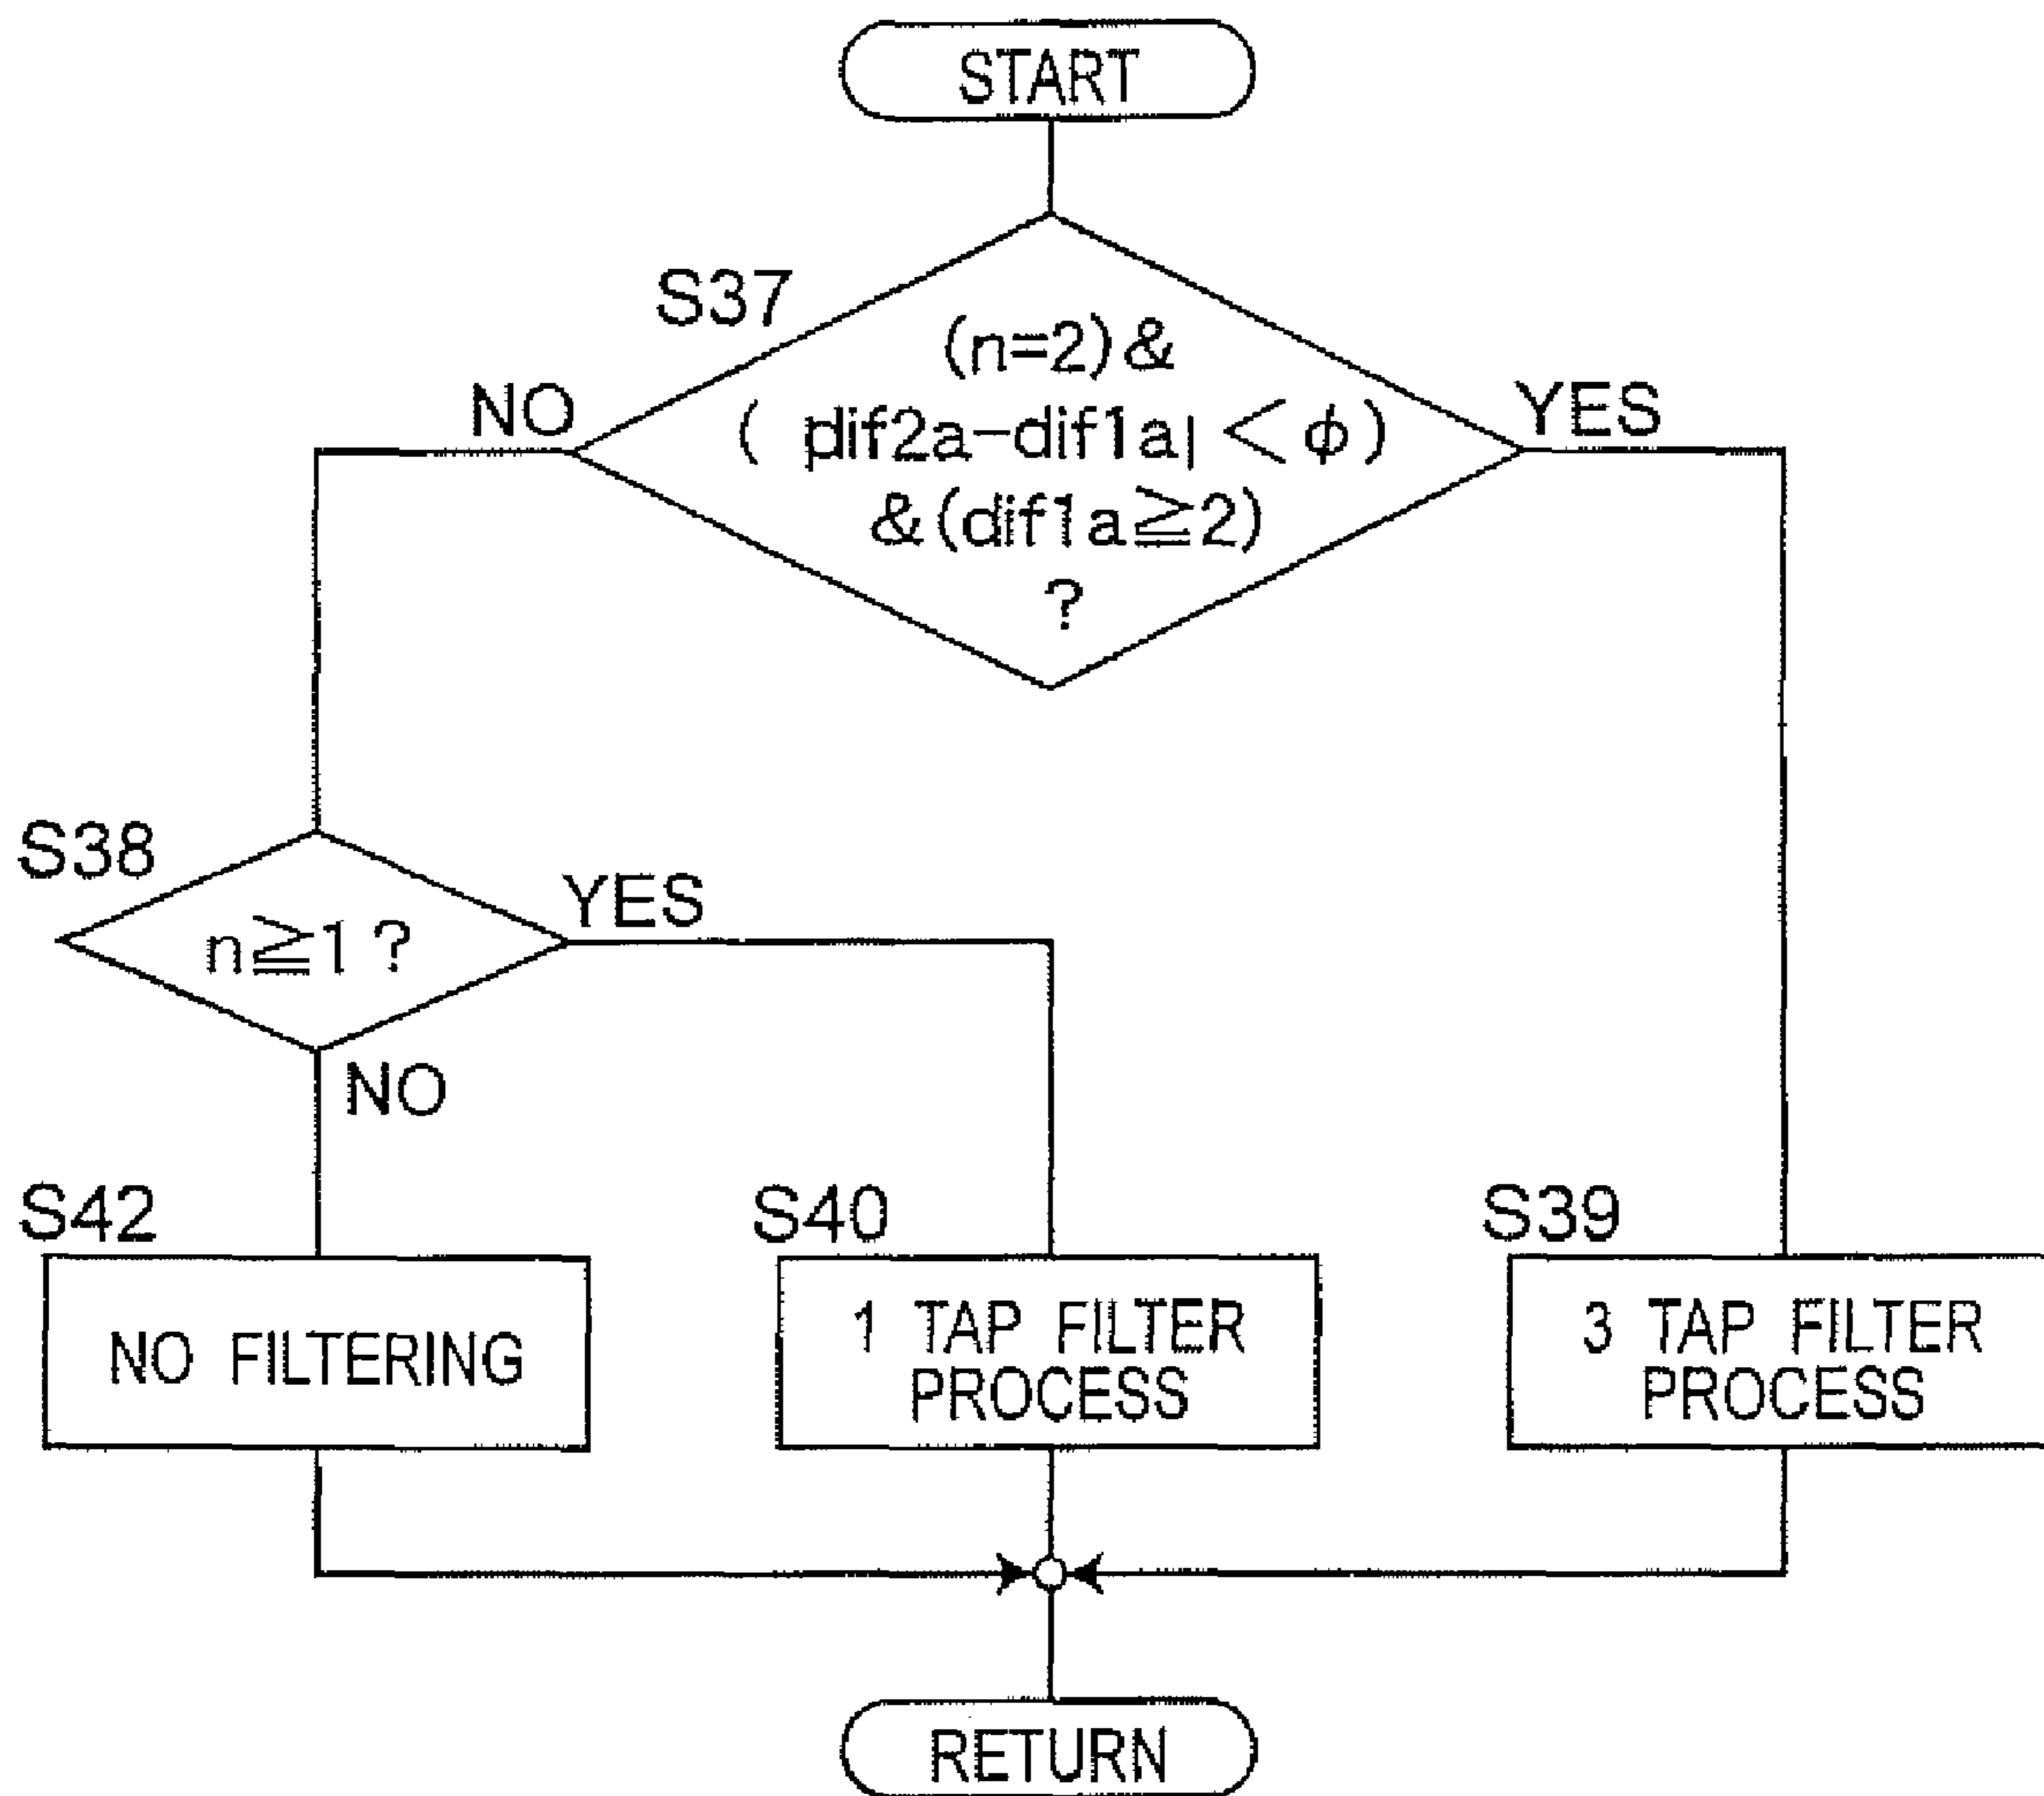 START
S37
(n=2)&
( |dif2a-dif1a| < φ)
&(dif1a≧2)
?
NO
YES
S38
n≧1?
YES
NO
S42
NO FILTERING
S40
1 TAP FILTER
PROCESS
S39
3 TAP FILTER
PROCESS
RETURN